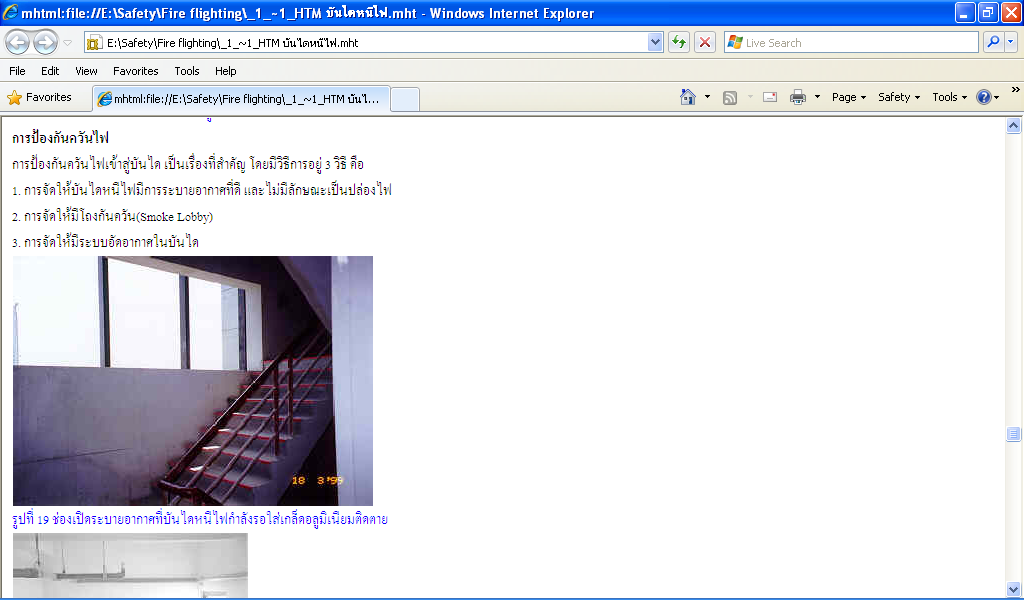 mhtml:file://E:\Safety\Fire flighting\_1_~1_HTM บันไดหนีไฟ.mht - Windows Internet Explorer
E:\Safety\Fire flighting\_1_~1_HTM บันไดหนีไฟ.mht
Live Search
File Edit View Favorites Tools Help
Favorites
mhtml:file://E:\Safety\Fire flighting\_1_~1_HTM บันไ...
Page Safety Tools
การป้องกันควันไฟ
การป้องกันควันไฟเข้าสู่บันได เป็นเรื่องที่สำคัญ โดยมีวิธีการอยู่ 3 วิธี คือ
1. การจัดให้บันไดหนีไฟมีการระบายอากาศที่ดี และไม่มีลักษณะเป็นปล่องไฟ
2. การจัดให้มีโถงกันควัน(Smoke Lobby)
3. การจัดให้มีระบบอัดอากาศในบันได
18 3 '99
รูปที่ 19 ช่องเปิดระบายอากาศที่บันไดหนีไฟกำลังรอใส่เกล็ดอลูมิเนียมติดตาย